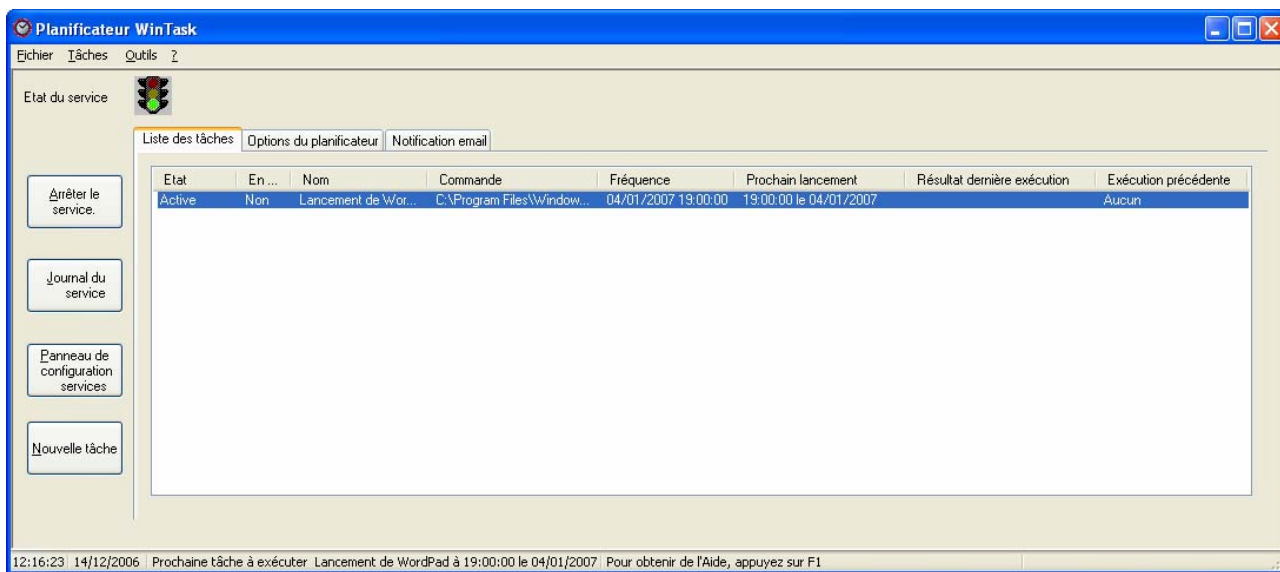 Planificateur WinTask
Fichier Tâches Outils ?
Etat du service
Liste des tâches Options du planificateur Notification email
Etat En ... Nom Commande Fréquence Prochain lancement Résultat dernière exécution Exécution précédente
Active Non Lancement de Wor... C:\Program Files\Window... 04/01/2007 19:00:00 19:00:00 le 04/01/2007 Aucun
Arrêter le
service.
Journal du
service
Panneau de
configuration
services
Nouvelle tâche
12:16:23 14/12/2006 Prochaine tâche à exécuter Lancement de WordPad à 19:00:00 le 04/01/2007 Pour obtenir de l'Aide, appuyez sur F1